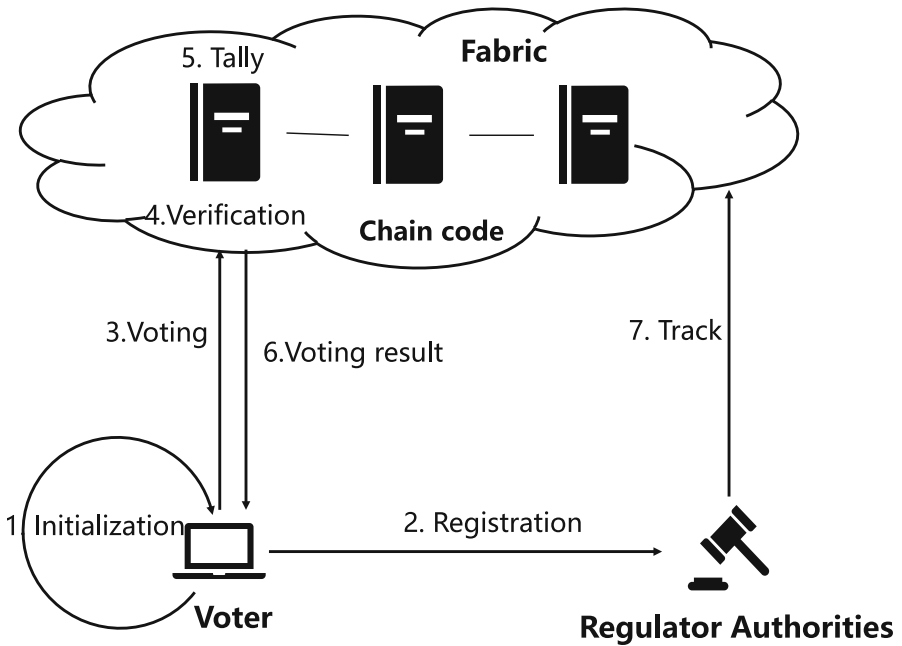 5. Tally
Fabric
4.Verification
Chain code
3.Voting
6.Voting result
7. Track
1. Initialization
2. Registration
Voter
Regulator Authorities